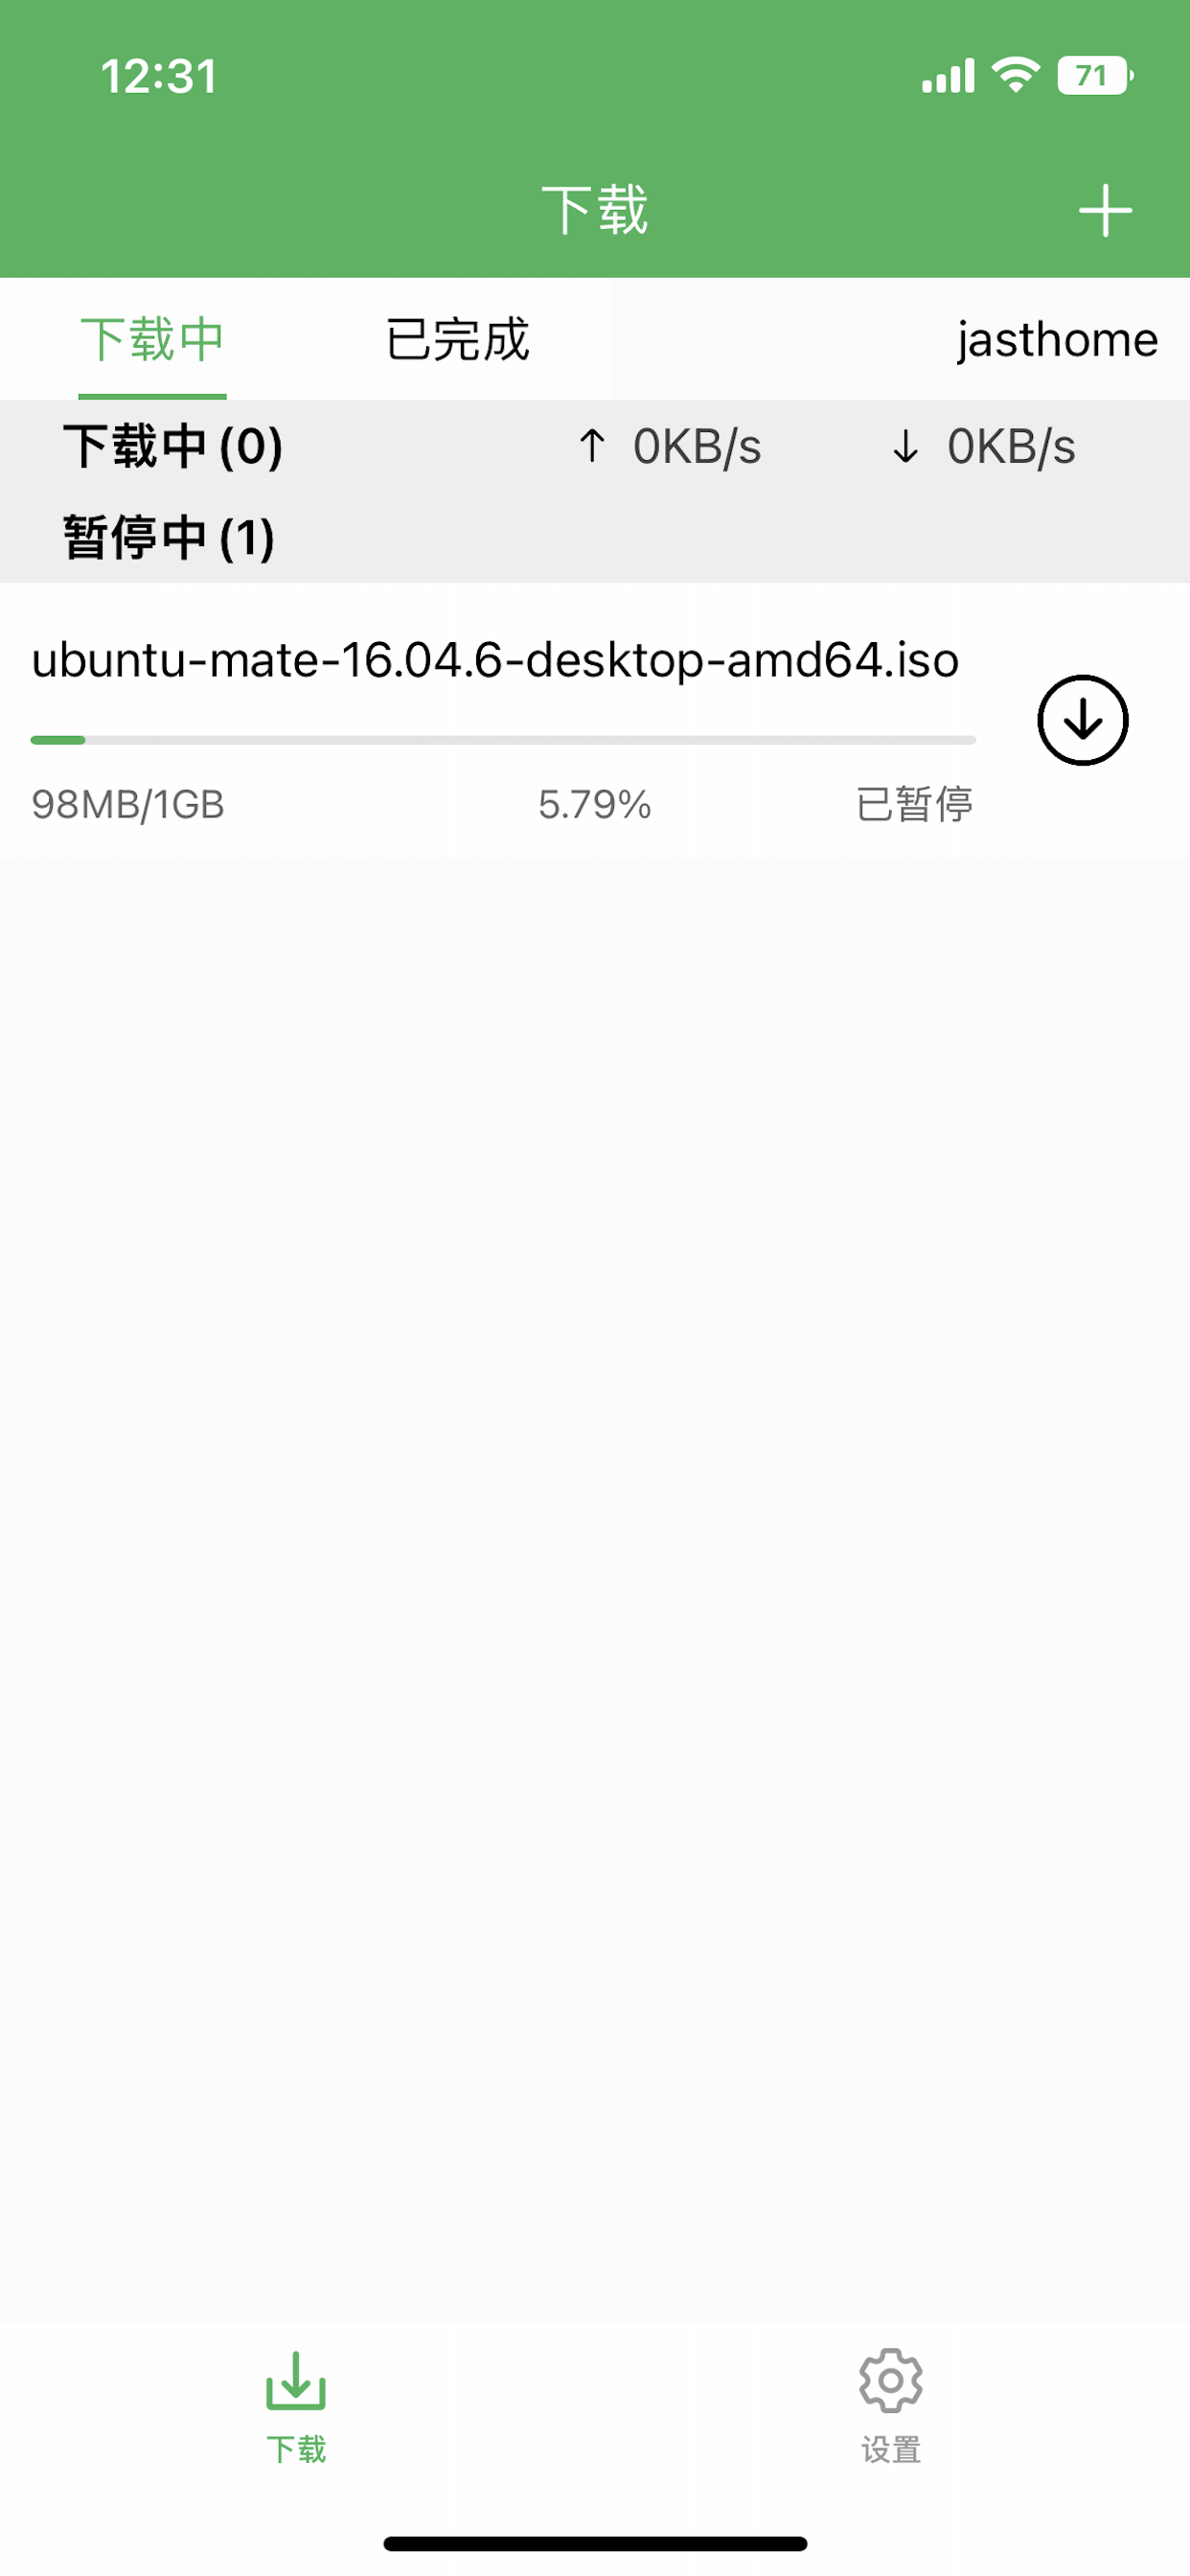 12:31
71
下载
下载中 已完成 jasthome
下载中 (0) ↑ 0KB/s ↓ 0KB/s
暂停中 (1)
ubuntu-mate-16.04.6-desktop-amd64.iso
98MB/1GB 5.79% 已暂停
下载 设置